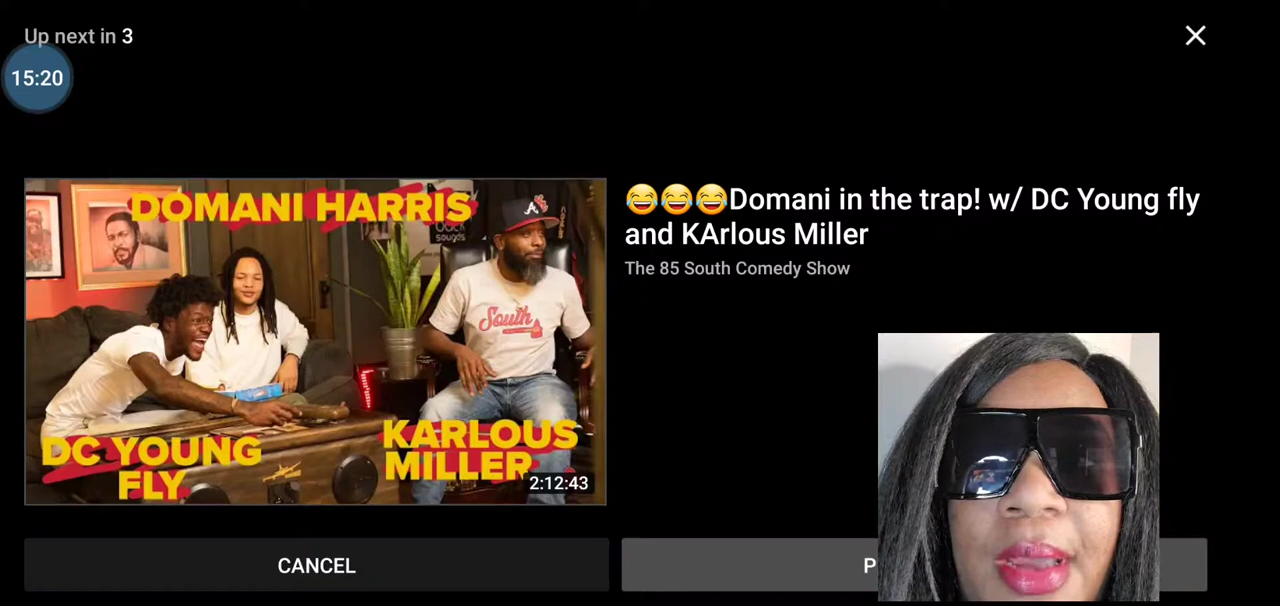 Up next in 3
15:20
DOMANI HARRIS
A
South
DC YOUNG
FLY
KARLOUS
MILLER
2:12:43
😂😂😂Domani in the trap! w/ DC Young fly
and KArlous Miller
The 85 South Comedy Show
CANCEL
P